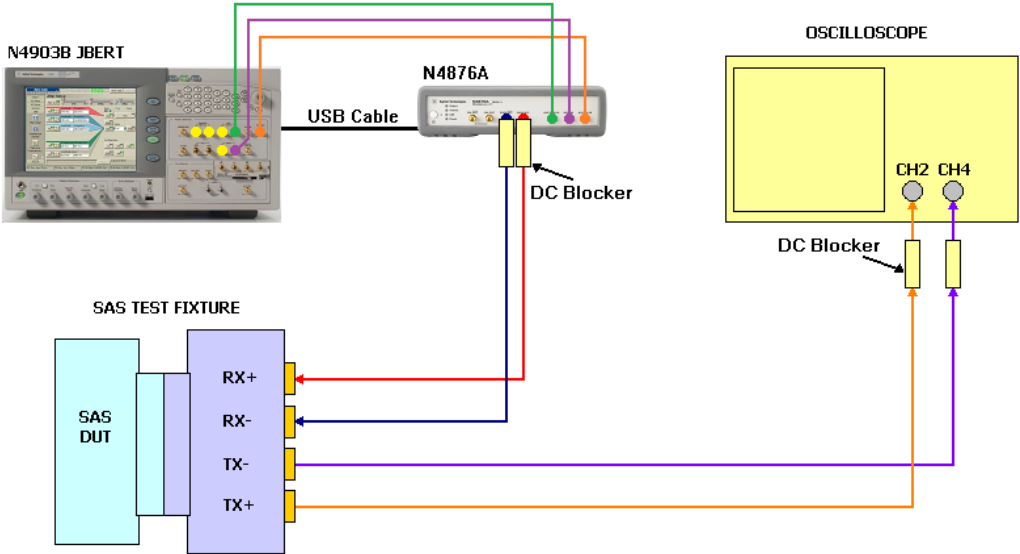 OSCILLOSCOPE
N4903B JBERT
N4876A
USB Cable
CH2 CH4
DC Blocker
DC Blocker
SAS TEST FIXTURE
RX+
SAS
DUT
RX-
TX-
TX+